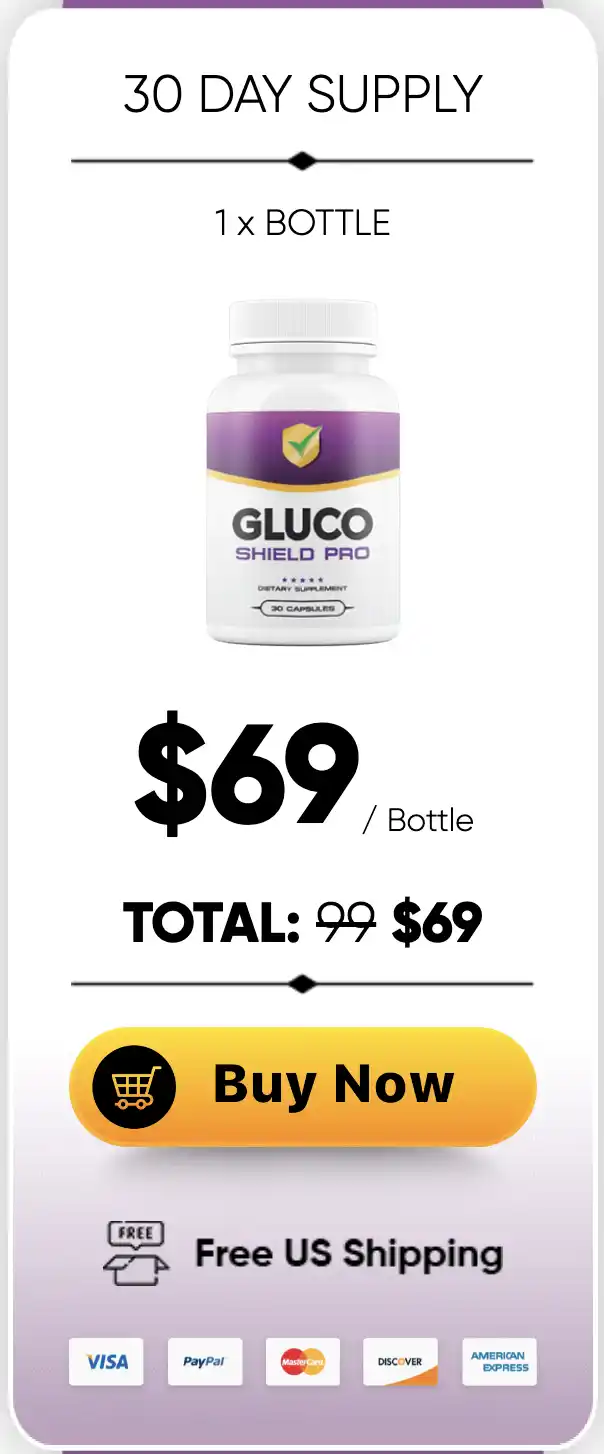 30 DAY SUPPLY
1 x BOTTLE
GLUCO
SHIELD PRO
DIETARY SUPPLEMENT
30 CAPSULES
$69 / Bottle
TOTAL: 99 $69
Buy Now
FREE
Free US Shipping
VISA
PayPal
MasterCard
DISCOVER
AMERICAN
EXPRESS